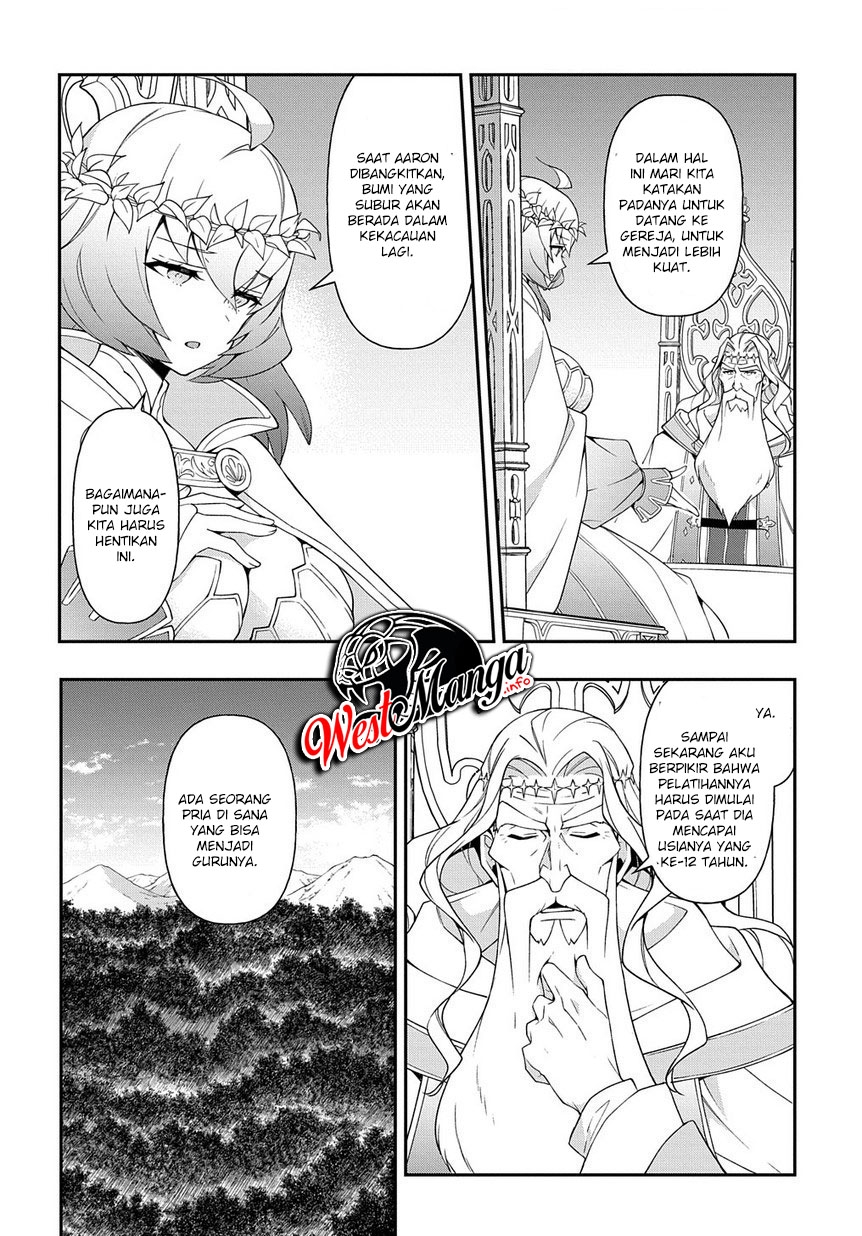 DALAM HAL
INI MARI KITA
KATAKAN
PADANYA UNTUK
DATANG KE
GEREJA, UNTUK
MENJADI LEBIH
KUAT.
SAAT AARON
DIBANGKITKAN,
BUMI YANG
SUBUR AKAN
BERADA DALAM
KEKACAUAN
LAGI.
BAGAIMANA-
PUN JUGA
KITA HARUS
HENTIKAN
INI.
WestManga
.info
YA.
SAMPAI
SEKARANG AKU
BERPIKIR BAHWA
PELATIHANNYA
HARUS DIMULAI
PADA SAAT DIA
MENCAPAI
USIANYA YANG
KE-12 TAHUN.
ADA SEORANG
PRIA DI SANA
YANG BISA
MENJADI
GURUNYA.